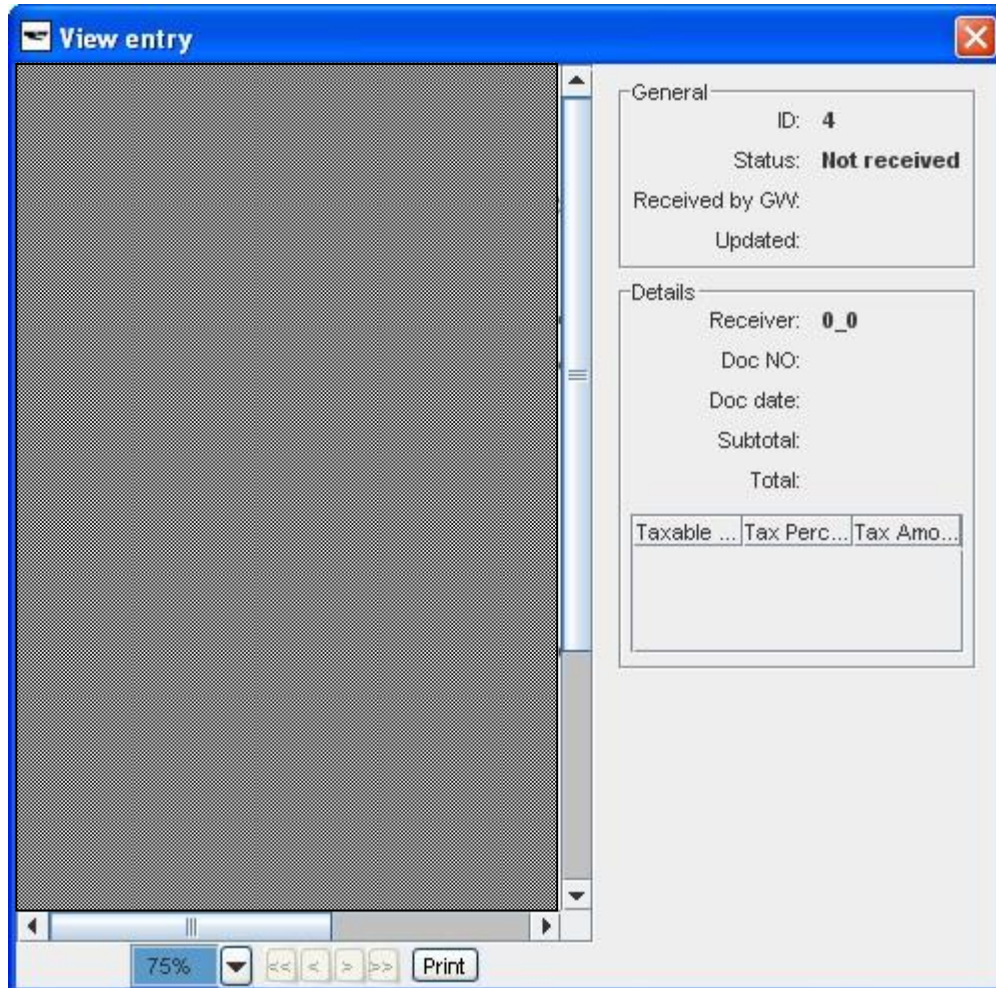 View entry
General
ID: 4
Status: Not received
Received by GW:
Updated:
Details
Receiver: 0_0
Doc NO:
Doc date:
Subtotal:
Total:
Taxable ... Tax Perc... Tax Amo...
75% << < > >> Print